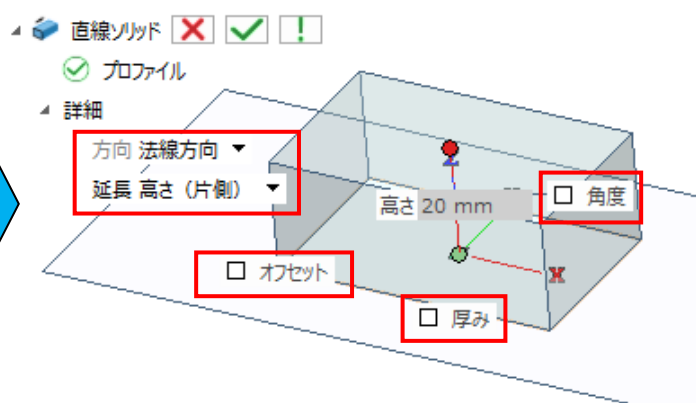 直線ソリッド
プロファイル
詳細
方向 法線方向
延長 高さ（片側）
Z
高さ 20 mm
角度
オフセット
X
厚み